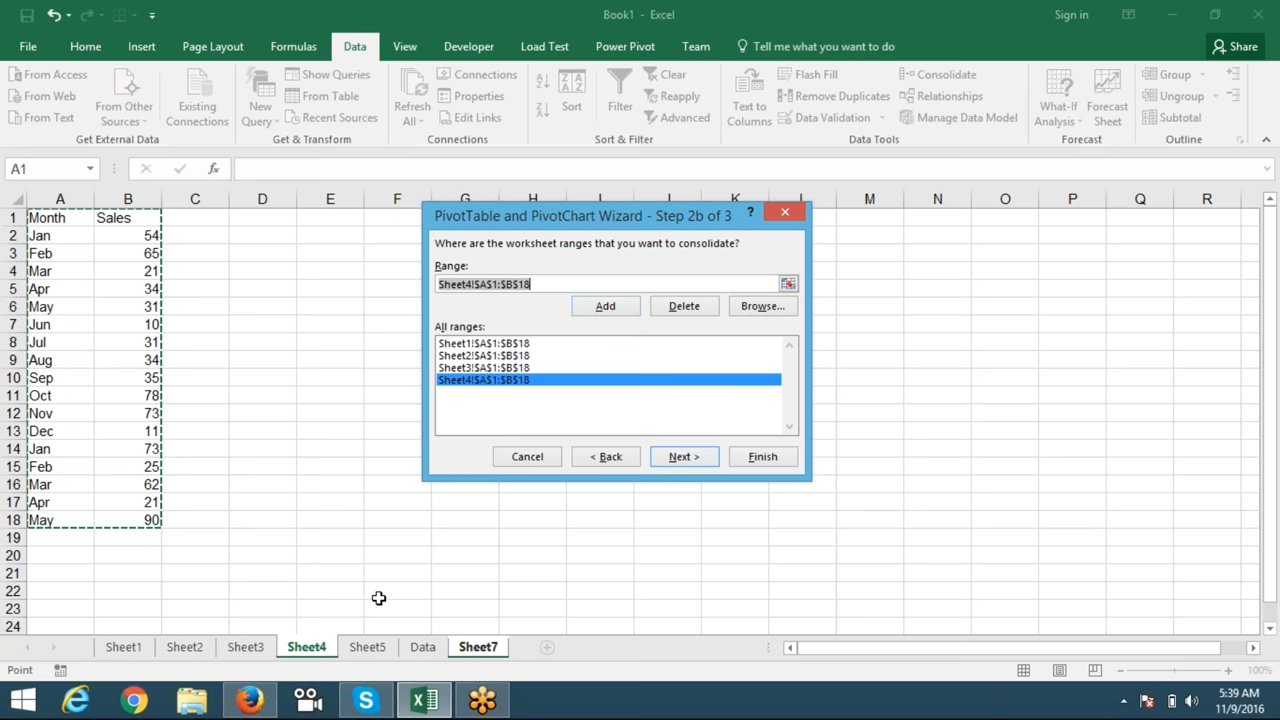 Book1 - Excel
Sign in
File Home Insert Page Layout Formulas Data View Developer Load Test Power Pivot Team Tell me what you want to do Share
From Access
From Web
From Text
From Other Sources
Existing Connections
Get External Data
New Query
Show Queries
From Table
Recent Sources
Get & Transform
Refresh All
Connections
Properties
Edit Links
Connections
Sort
Filter
Clear
Reapply
Advanced
Sort & Filter
Text to Columns
Flash Fill
Remove Duplicates
Data Validation
Consolidate
Relationships
Manage Data Model
Data Tools
What-If Analysis
Forecast Sheet
Forecast
Group
Ungroup
Subtotal
Outline
A1
fx
A B C D E F G H I J K L M N O P Q R
1 Month Sales
2 Jan 54
3 Feb 65
4 Mar 21
5 Apr 34
6 May 31
7 Jun 10
8 Jul 31
9 Aug 34
10 Sep 35
11 Oct 78
12 Nov 73
13 Dec 11
14 Jan 73
15 Feb 25
16 Mar 62
17 Apr 21
18 May 90
19
20
21
22
23
24
PivotTable and PivotChart Wizard - Step 2b of 3 ?
Where are the worksheet ranges that you want to consolidate?
Range:
Sheet4!$A$1:$B$18
Add Delete Browse...
All ranges:
Sheet1!$A$1:$B$18
Sheet2!$A$1:$B$18
Sheet3!$A$1:$B$18
Sheet4!$A$1:$B$18
Cancel < Back Next > Finish
Sheet1 Sheet2 Sheet3 Sheet4 Sheet5 Data Sheet7
Point
100%
5:39 AM
11/9/2016